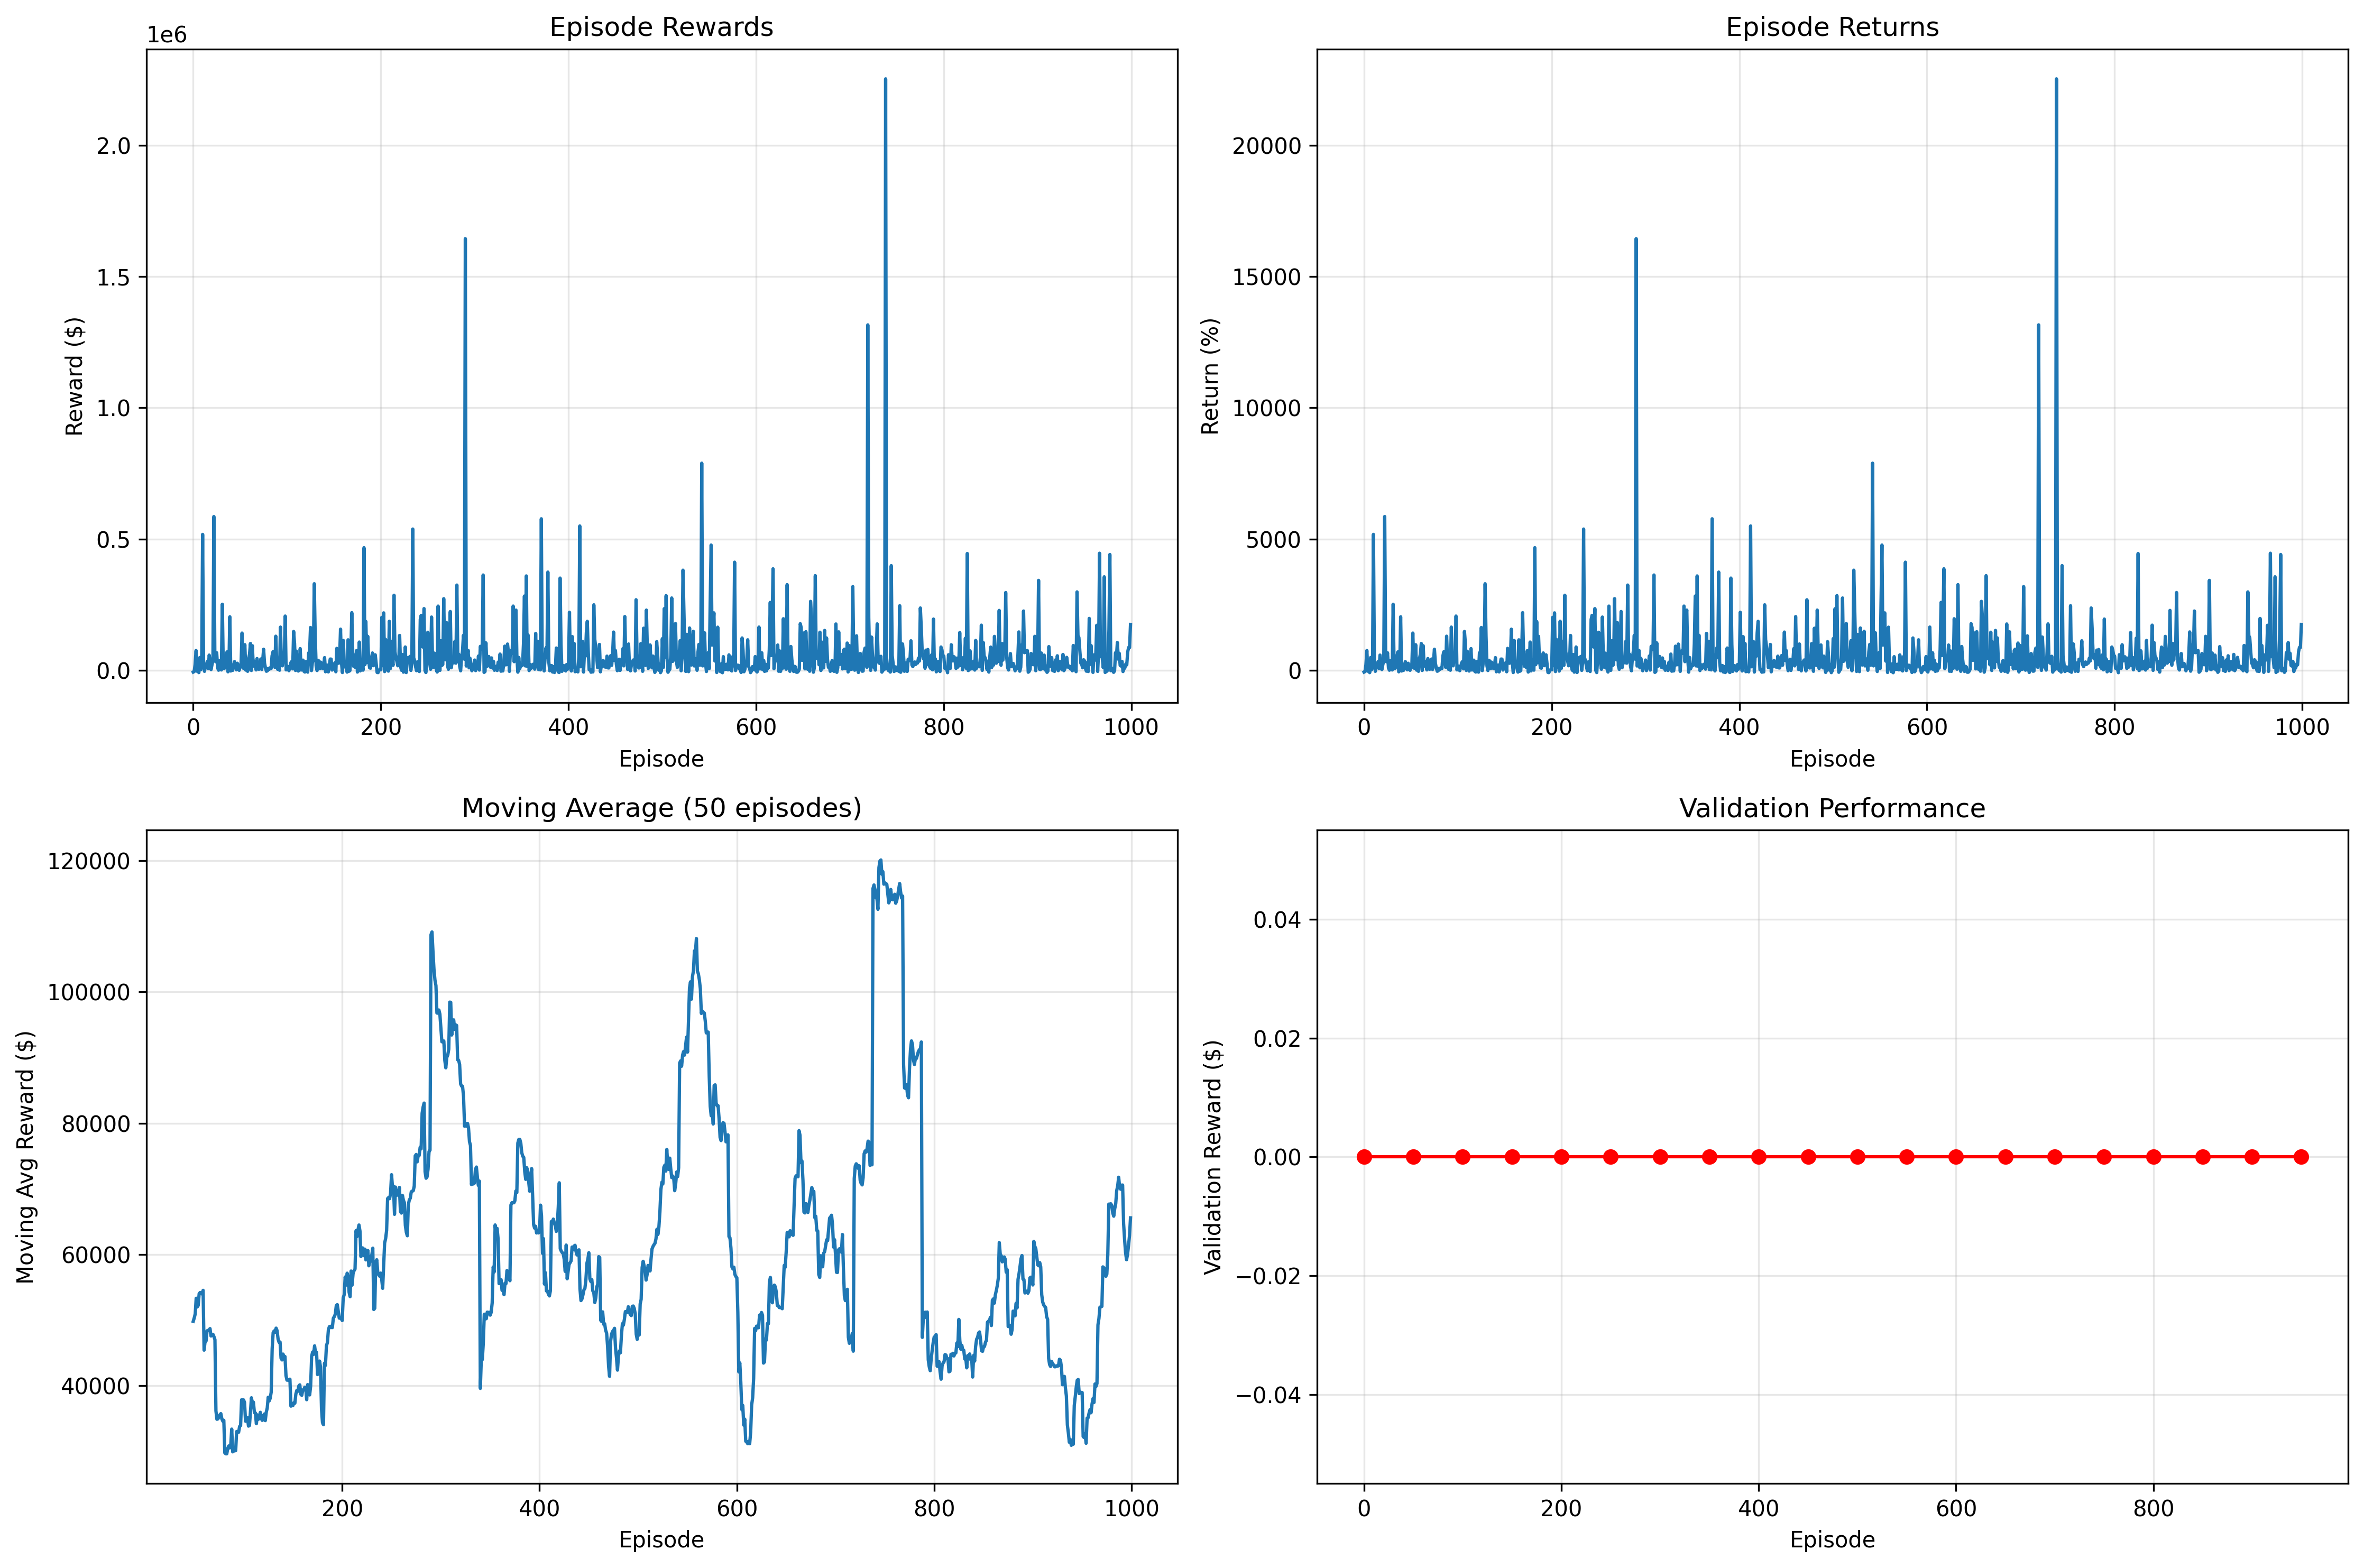 Episode Rewards
1e6
2.0
1.5
1.0
0.5
0.0
Reward ($)
0 200 400 600 800 1000
Episode
Episode Returns
20000
15000
10000
5000
0
Return (%)
0 200 400 600 800 1000
Episode
Moving Average (50 episodes)
120000
100000
80000
60000
40000
Moving Avg Reward ($)
200 400 600 800 1000
Episode
Validation Performance
0.04
0.02
0.00
−0.02
−0.04
Validation Reward ($)
0 200 400 600 800
Episode